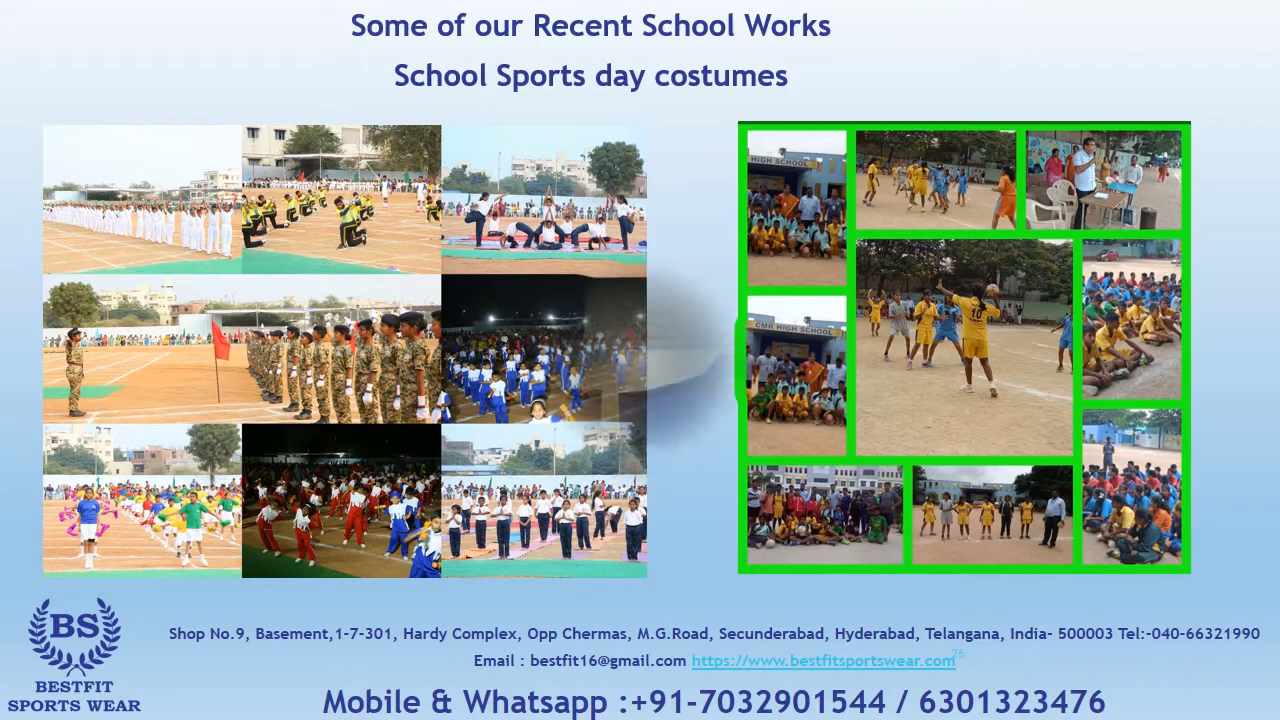 Some of our Recent School Works
School Sports day costumes
HIGH SCHOOL
CMR HIGH SCHOOL
10
BS
BESTFIT
SPORTS WEAR
Shop No.9, Basement,1-7-301, Hardy Complex, Opp Chermas, M.G.Road, Secunderabad, Hyderabad, Telangana, India- 500003 Tel:-040-66321990
Email : bestfit16@gmail.com https://www.bestfitsportswear.com 26
Mobile & Whatsapp :+91-7032901544 / 6301323476